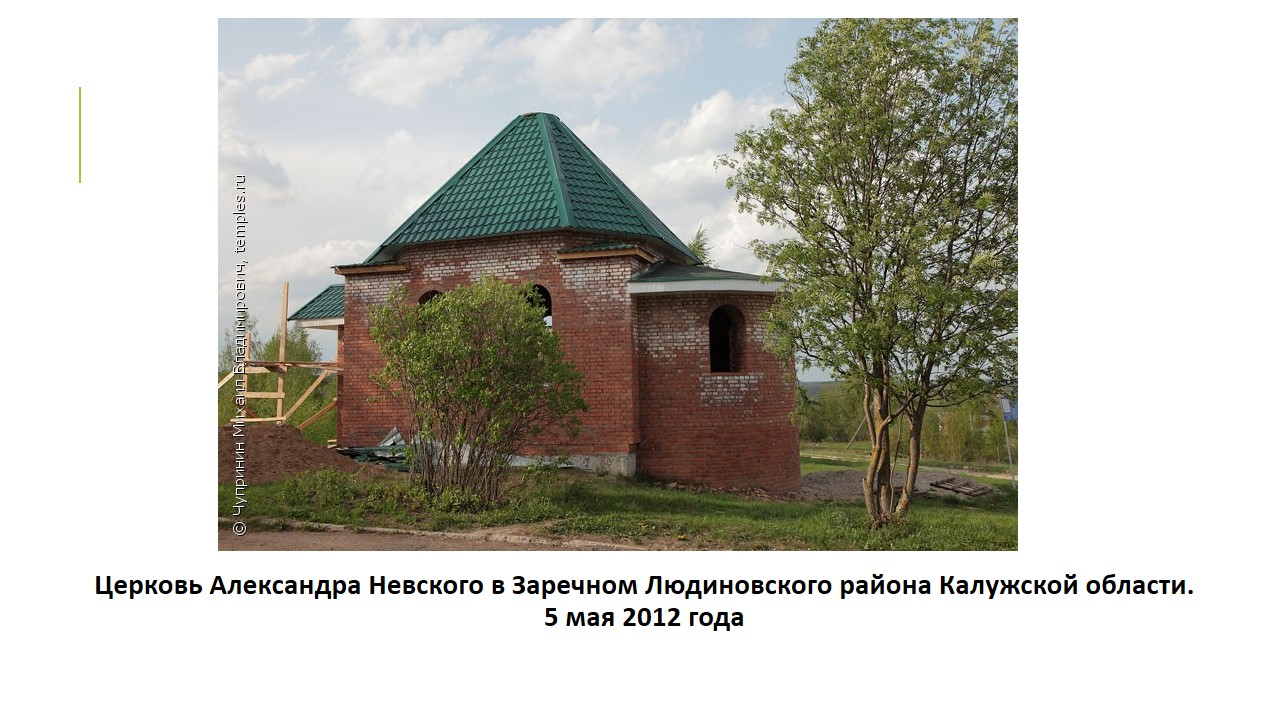 © Чупринин Михаил Владимирович, temples.ru
Церковь Александра Невского в Заречном Людиновского района Калужской области.
5 мая 2012 года